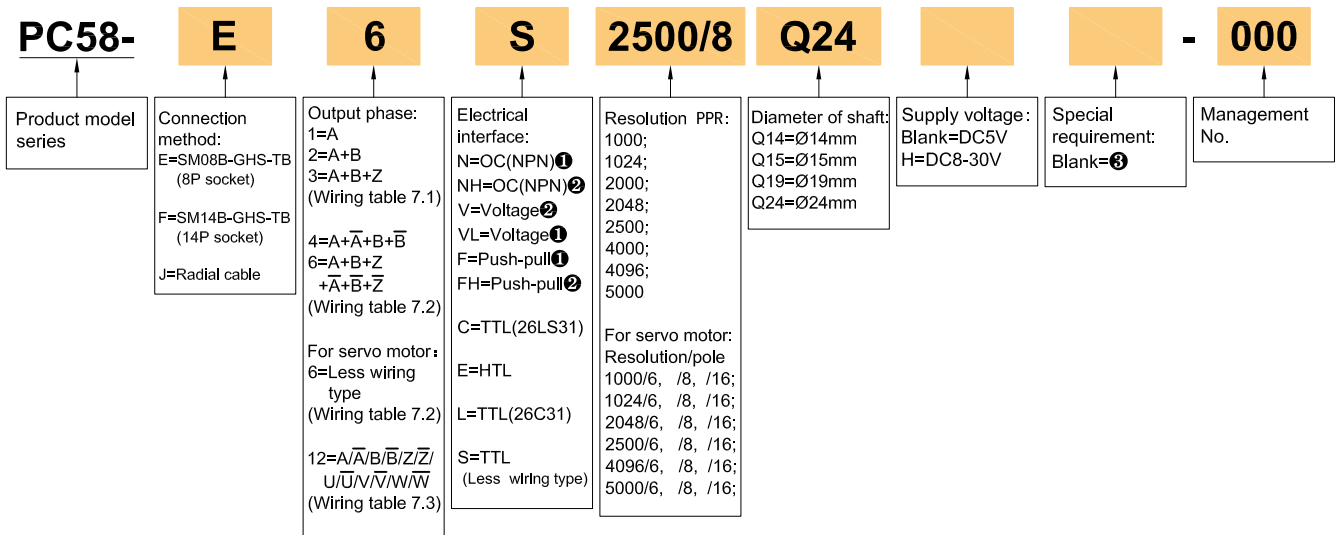 PC58- E 6 S 2500/8 Q24 - 000
Product model
series
Connection
method:
E=SM08B-GHS-TB
(8P socket)
F=SM14B-GHS-TB
(14P socket)
J=Radial cable
Output phase:
1=A
2=A+B
3=A+B+Z
(Wiring table 7.1)
4=A+A̅+B+B̅
6=A+B+Z
+A̅+B̅+Z̅
(Wiring table 7.2)
For servo motor:
6=Less wiring
type
(Wiring table 7.2)
12=A/A̅/B/B̅/Z/Z̅/
U/U̅/V/V̅/W/W̅
(Wiring table 7.3)
Electrical
interface:
N=OC(NPN)❶
NH=OC(NPN)❷
V=Voltage❷
VL=Voltage❶
F=Push-pull❶
FH=Push-pull❷
C=TTL(26LS31)
E=HTL
L=TTL(26C31)
S=TTL
(Less wiring type)
Resolution PPR:
1000;
1024;
2000;
2048;
2500;
4000;
4096;
5000
For servo motor:
Resolution/pole
1000/6, /8, /16;
1024/6, /8, /16;
2048/6, /8, /16;
2500/6, /8, /16;
4096/6, /8, /16;
5000/6, /8, /16;
Diameter of shaft:
Q14=Ø14mm
Q15=Ø15mm
Q19=Ø19mm
Q24=Ø24mm
Supply voltage:
Blank=DC5V
H=DC8-30V
Special
requirement:
Blank=❸
Management
No.